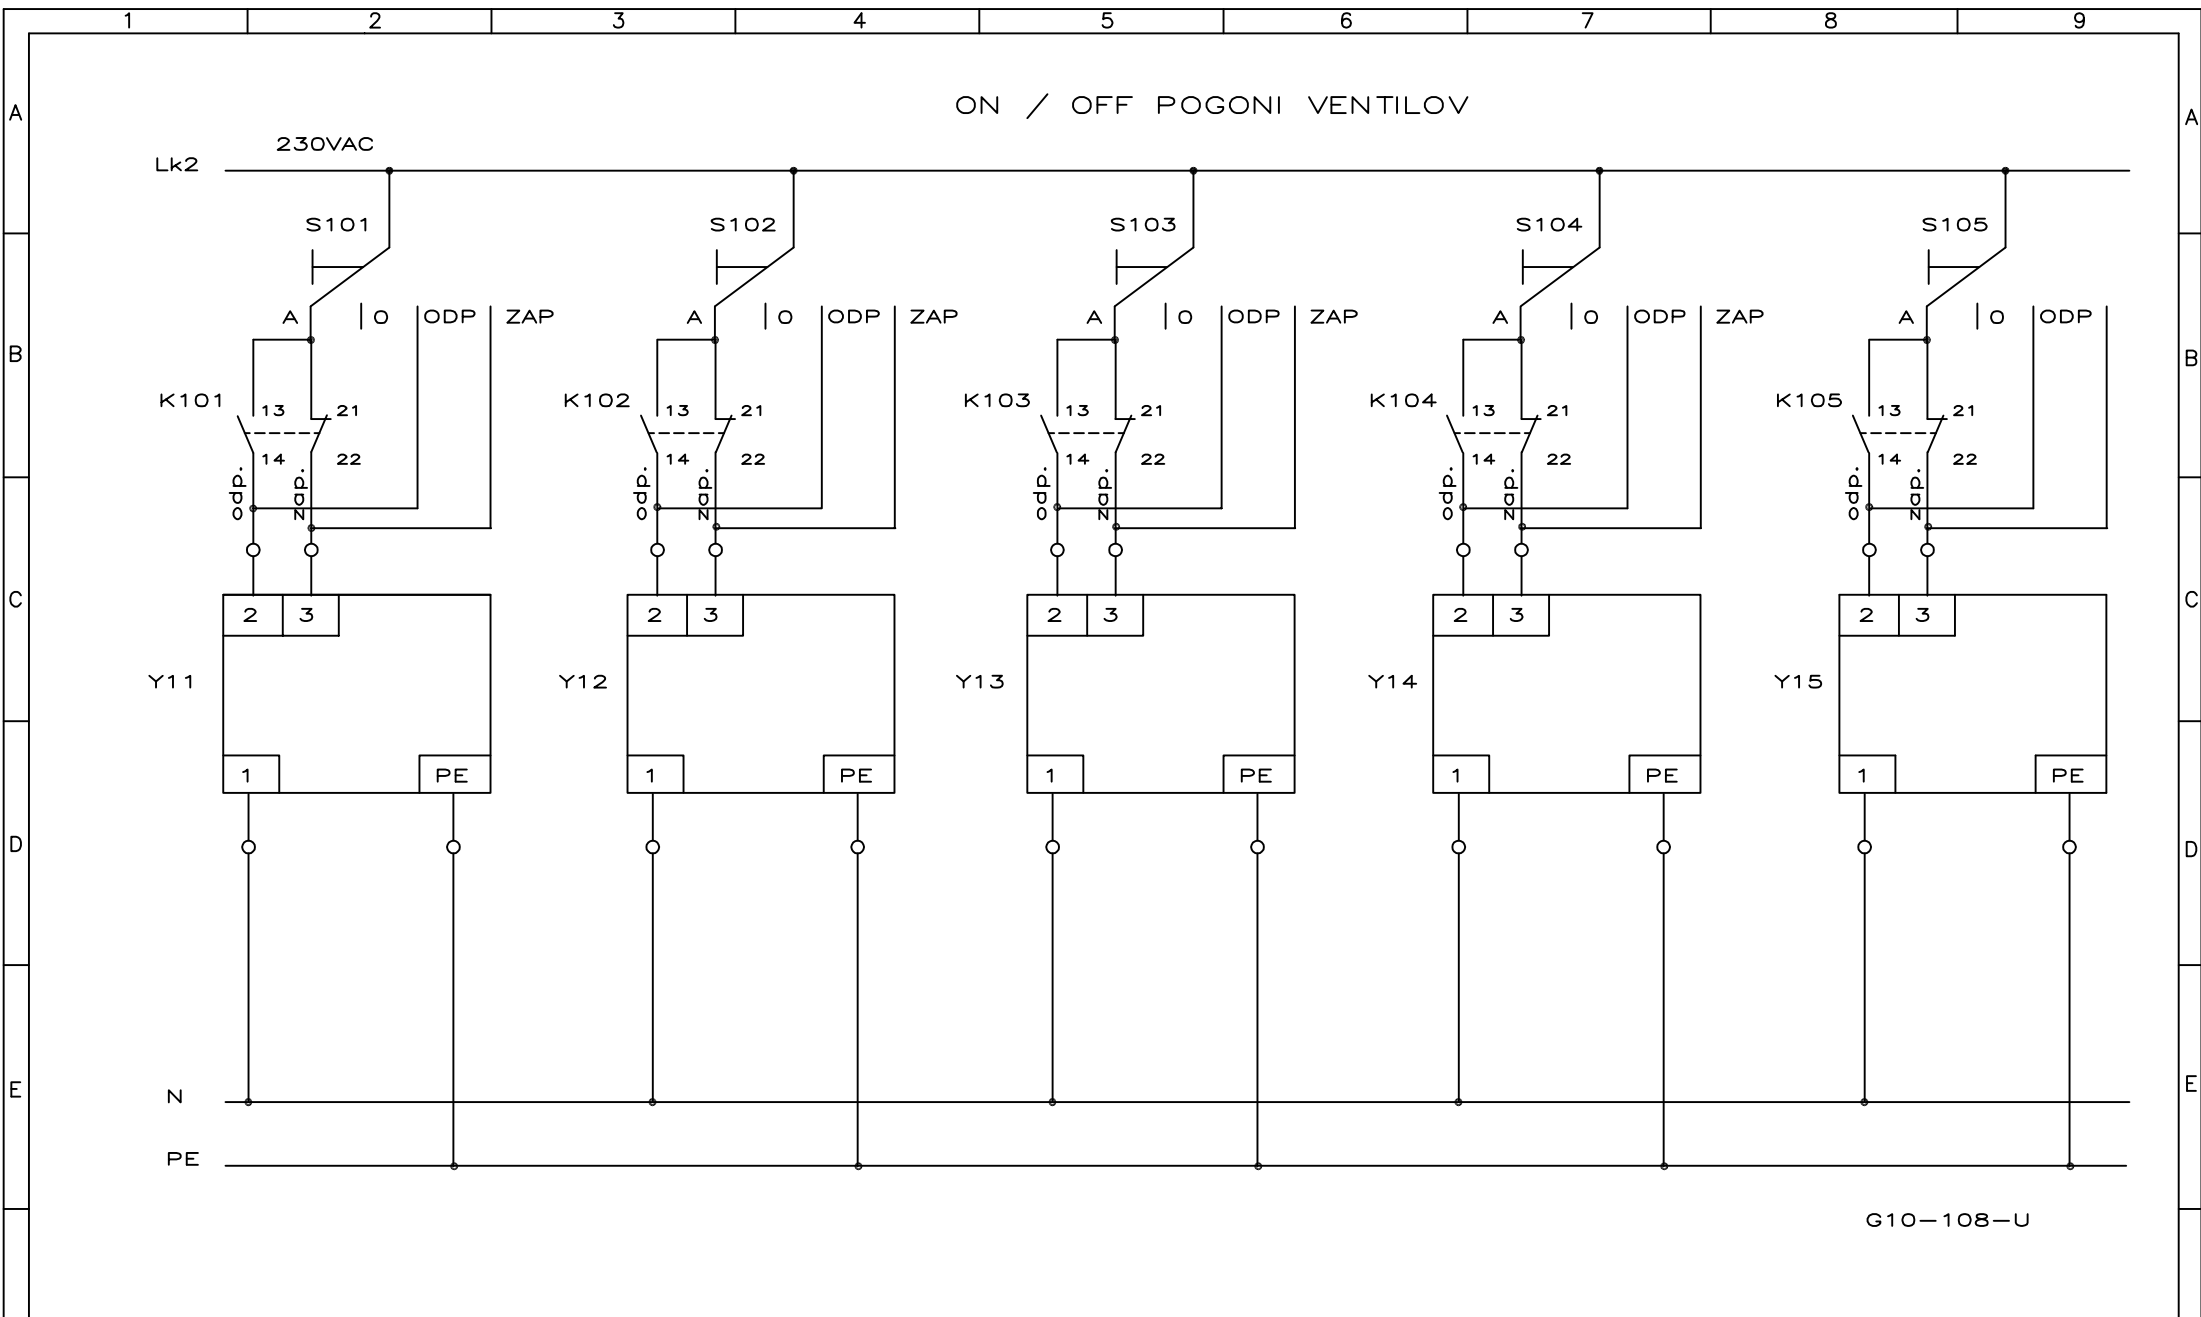 1 2 3 4 5 6 7 8 9
ON / OFF POGONI VENTILOV
A A
230VAC
Lk2
S101 S102 S103 S104 S105
A | O | ODP | ZAP A | O | ODP | ZAP A | O | ODP | ZAP A | O | ODP | ZAP A | O | ODP |
B B
K101 13 21 K102 13 21 K103 13 21 K104 13 21 K105 13 21
14 22 14 22 14 22 14 22 14 22
odp. zap. odp. zap. odp. zap. odp. zap. odp. zap.
C C
2 3 2 3 2 3 2 3 2 3
Y11 Y12 Y13 Y14 Y15
1 PE 1 PE 1 PE 1 PE 1 PE
D D
E E
N
PE
G10-108-U